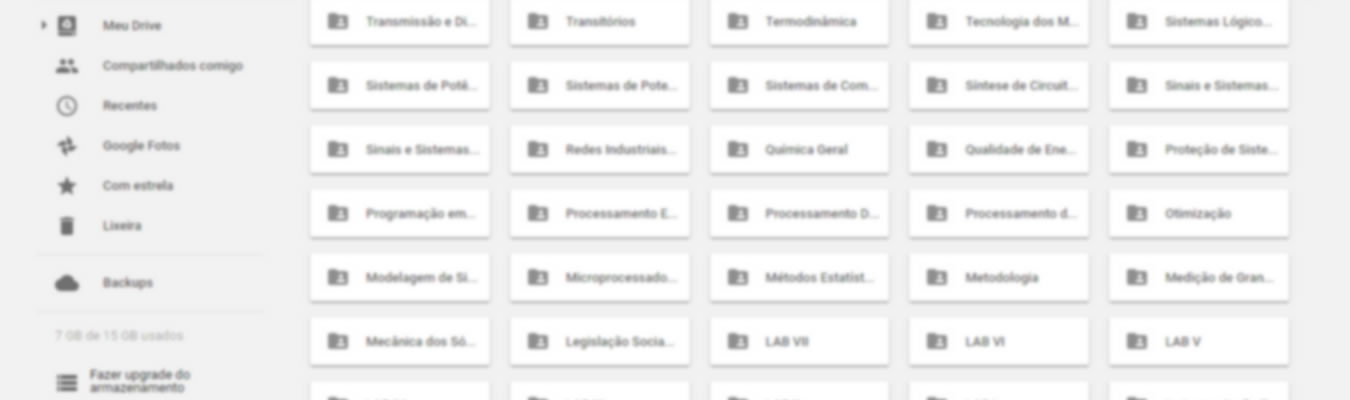 Meu Drive
Compartilhados comigo
Recentes
Google Fotos
Com estrela
Lixeira
Backups
7 GB de 15 GB usados
Fazer upgrade do
armazenamento
Transmissão e Di...
Transitórios
Termodinâmica
Tecnologia dos M...
Sistemas Lógico...
Sistemas de Potê...
Sistemas de Pote...
Sistemas de Com...
Síntese de Circuit...
Sinais e Sistemas...
Sinais e Sistemas...
Redes Industriais...
Química Geral
Qualidade de Ene...
Proteção de Siste...
Programação em...
Processamento E...
Processamento D...
Processamento d...
Otimização
Modelagem de Si...
Microprocessado...
Métodos Estatíst...
Metodologia
Medição de Gran...
Mecânica dos Só...
Legislação Socia...
LAB VII
LAB VI
LAB V